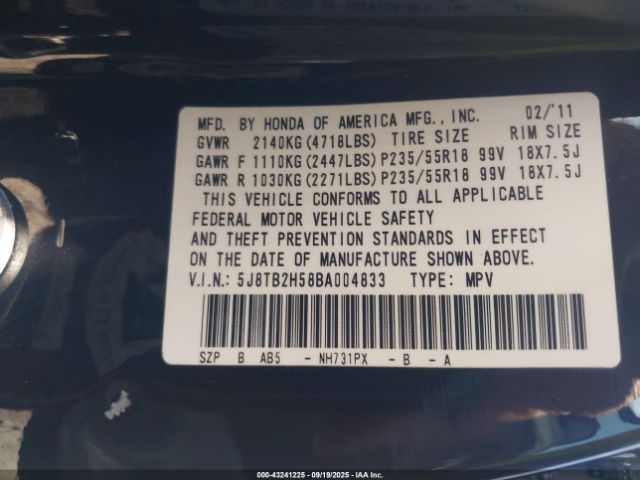 MFD. BY HONDA OF AMERICA MFG., INC. 02/'11
GVWR 2140KG(4718LBS) TIRE SIZE RIM SIZE
GAWR F 1110KG(2447LBS) P235/55R18 99V 18X7.5J
GAWR R 1030KG(2271LBS) P235/55R18 99V 18X7.5J
THIS VEHICLE CONFORMS TO ALL APPLICABLE
FEDERAL MOTOR VEHICLE SAFETY
AND THEFT PREVENTION STANDARDS IN EFFECT
ON THE DATE OF MANUFACTURE SHOWN ABOVE.
V.I.N.: 5J8TB2H58BA004833 TYPE: MPV
SZP B AB5 - NH731PX - B - A
000-43241225 - 09/19/2025 - IAA Inc.